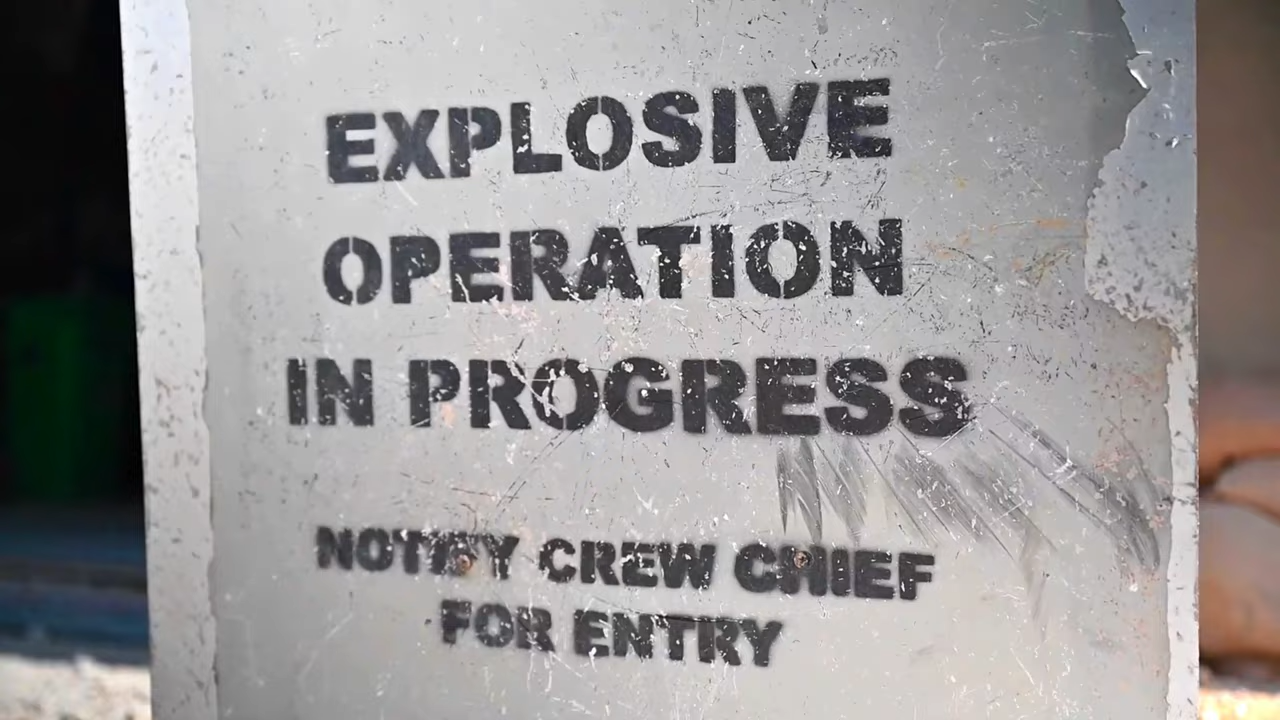 EXPLOSIVE
OPERATION
IN PROGRESS
NOTIFY CREW CHIEF
FOR ENTRY